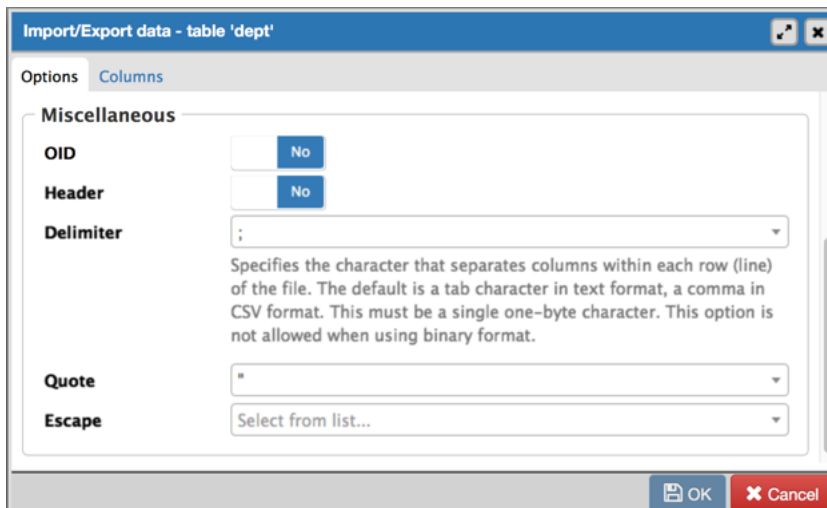 Import/Export data - table 'dept'
Options Columns
Miscellaneous
OID No
Header No
Delimiter ;
Specifies the character that separates columns within each row (line)
of the file. The default is a tab character in text format, a comma in
CSV format. This must be a single one-byte character. This option is
not allowed when using binary format.
Quote "
Escape Select from list...
OK Cancel